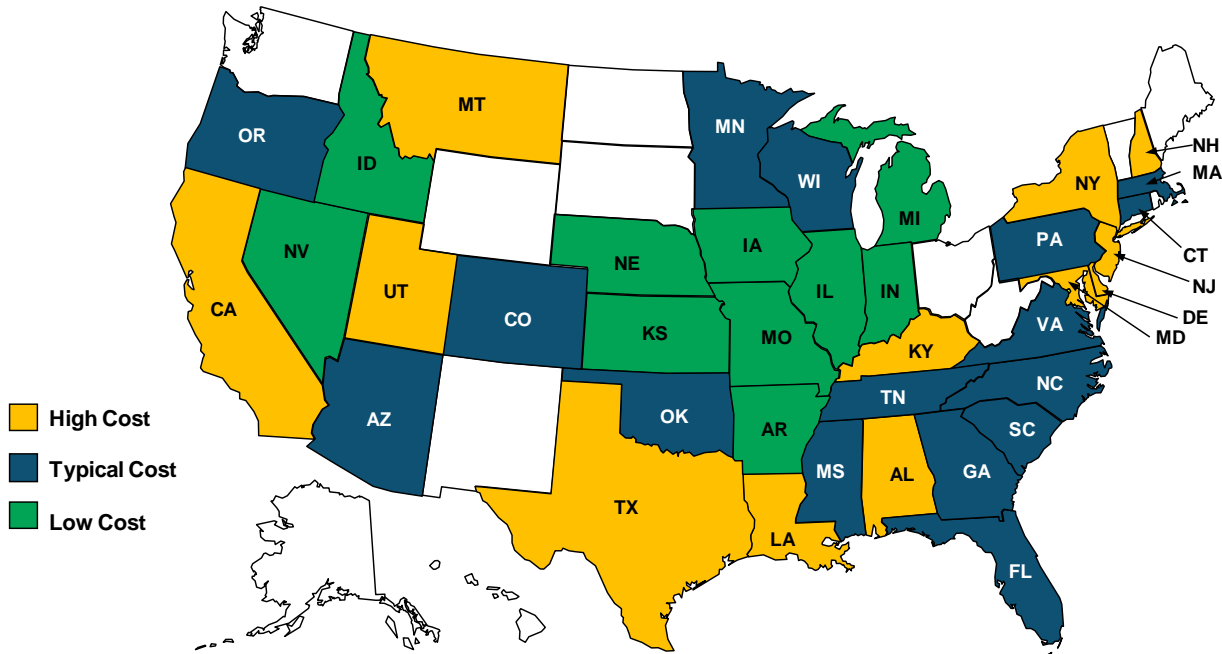 MT
OR
ID
MN
WI
MI
NY
NH
MA
PA
CT
NJ
DE
MD
NV
UT
CO
NE
IA
IL
IN
KS
MO
KY
VA
CA
AZ
OK
AR
TN
NC
SC
MS
AL
GA
TX
LA
FL
High Cost
Typical Cost
Low Cost